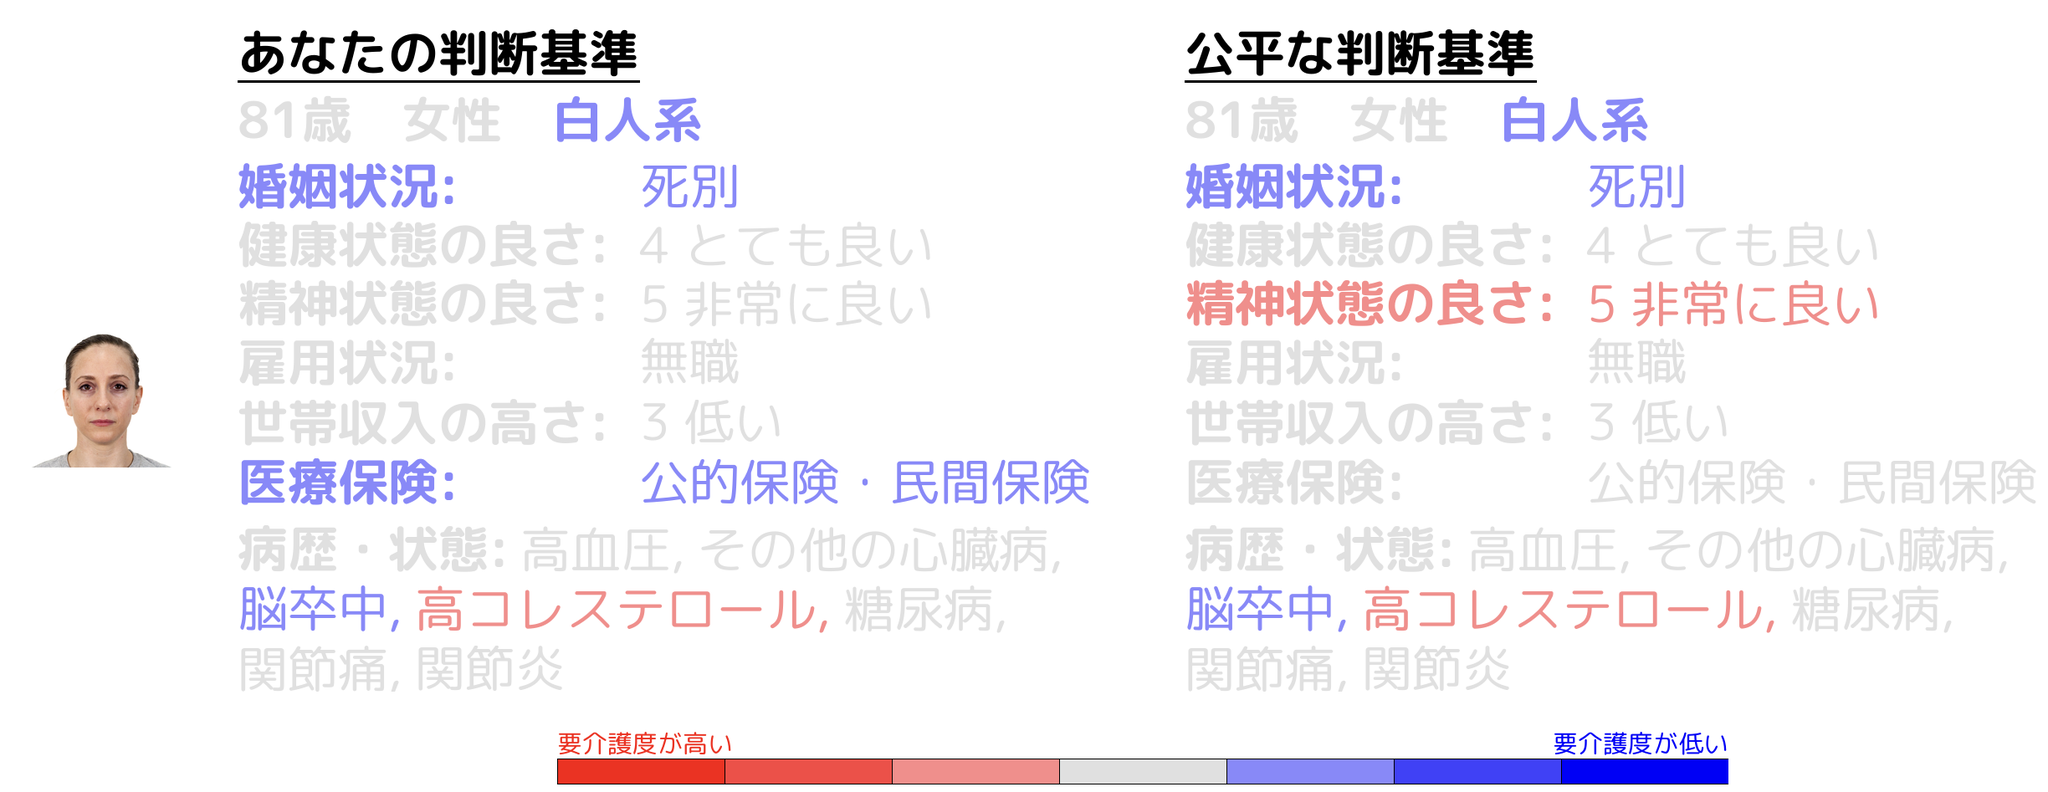 あなたの判断基準
81歳 女性 白人系
婚姻状況: 死別
健康状態の良さ: 4 とても良い
精神状態の良さ: 5 非常に良い
雇用状況: 無職
世帯収入の高さ: 3 低い
医療保険: 公的保険・民間保険
病歴・状態: 高血圧, その他の心臓病,
脳卒中, 高コレステロール, 糖尿病,
関節痛, 関節炎
公平な判断基準
81歳 女性 白人系
婚姻状況: 死別
健康状態の良さ: 4 とても良い
精神状態の良さ: 5 非常に良い
雇用状況: 無職
世帯収入の高さ: 3 低い
医療保険: 公的保険・民間保険
病歴・状態: 高血圧, その他の心臓病,
脳卒中, 高コレステロール, 糖尿病,
関節痛, 関節炎
要介護度が高い
要介護度が低い